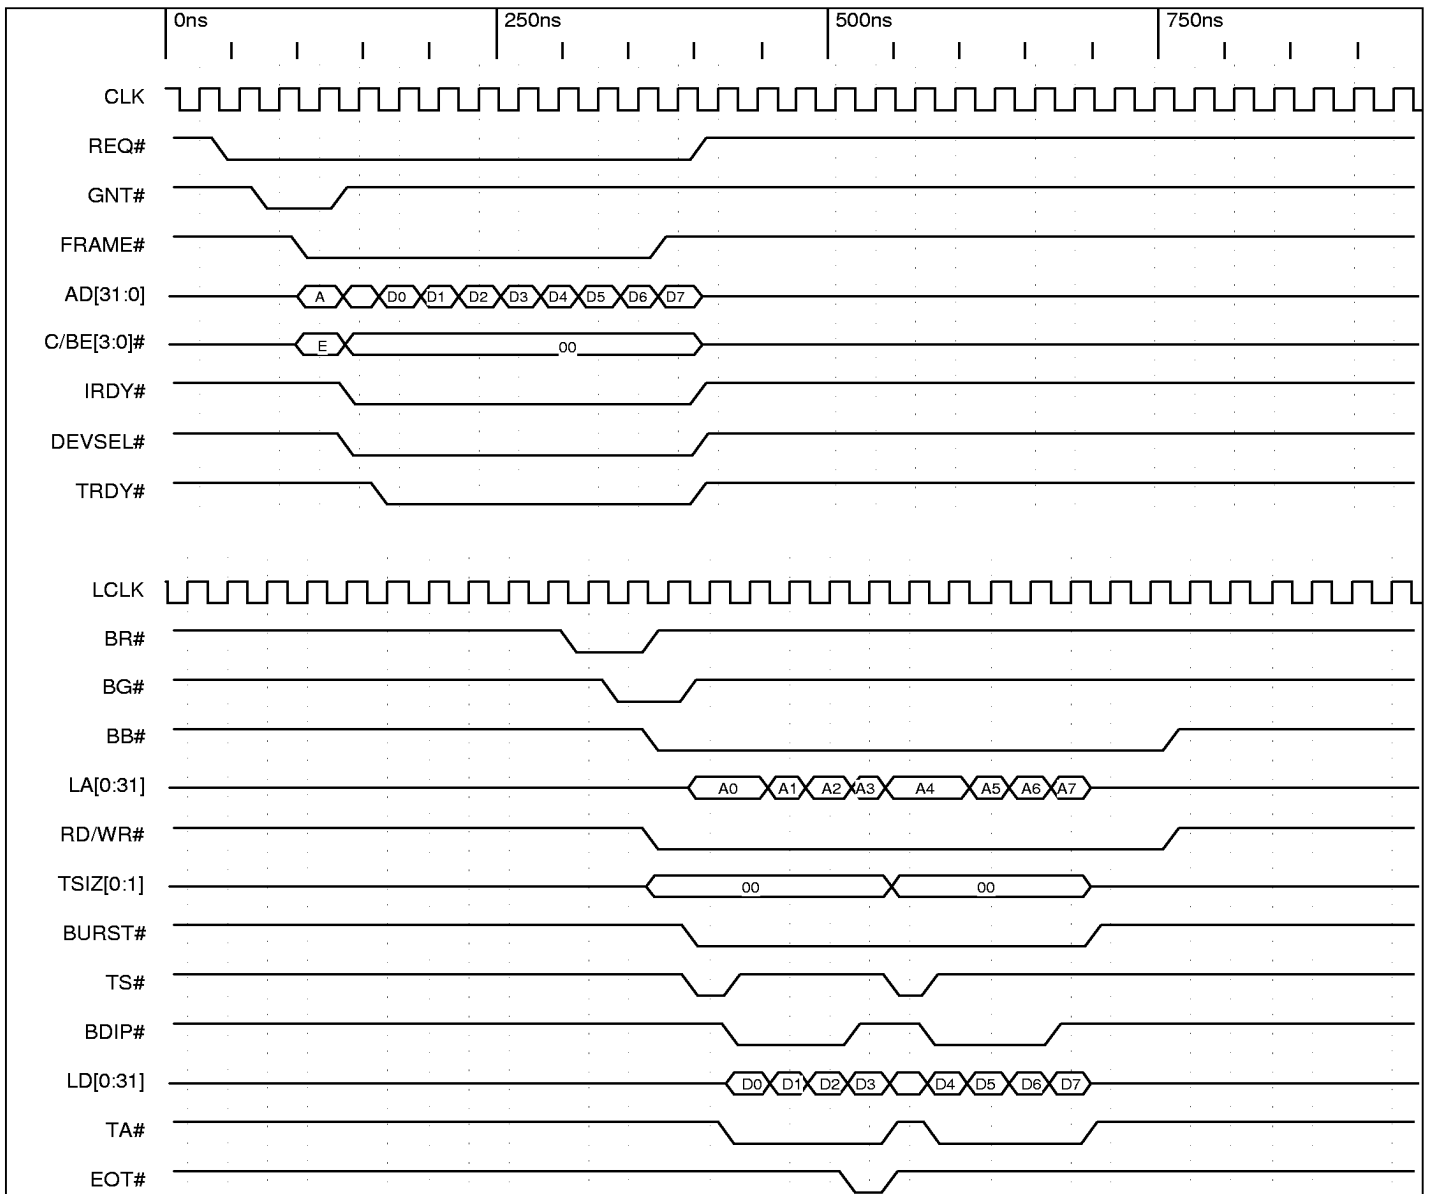 0ns 250ns 500ns 750ns
CLK
REQ#
GNT#
FRAME#
AD[31:0] A D0 D1 D2 D3 D4 D5 D6 D7
C/BE[3:0]# E 00
IRDY#
DEVSEL#
TRDY#
LCLK
BR#
BG#
BB#
LA[0:31] A0 A1 A2 A3 A4 A5 A6 A7
RD/WR#
TSIZ[0:1] 00 00
BURST#
TS#
BDIP#
LD[0:31] D0 D1 D2 D3 D4 D5 D6 D7
TA#
EOT#